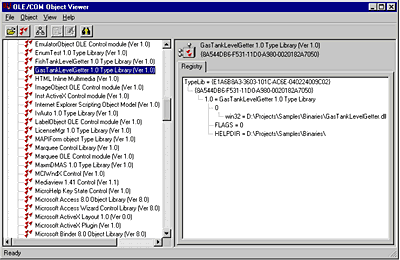 OLE/COM Object Viewer
File Object View Help
EmulatorObject OLE Control module (Ver 1.0)
EnumTest 1.0 Type Library (Ver 1.0)
FishTankLevelGetter 1.0 Type Library (Ver 1.0)
GasTankLevelGetter 1.0 Type Library (Ver 1.0)
HTML Inline Multimedia (Ver 1.0)
ImageObject OLE Control module (Ver 1.0)
Inst ActiveX Control module (Ver 1.0)
Internet Explorer Scripting Object Model (Ver 1.0)
IvAuto 1.0 Type Library (Ver 1.0)
LabelObject OLE Control module (Ver 1.0)
LicenseMgr 1.0 Type Library (Ver 1.0)
MAPIForm object Type Library (Ver 1.0)
Marquee Control Library (Ver 1.0)
Marquee OLE Control module (Ver 1.0)
MaximDMAS 1.0 Type Library (Ver 1.0)
MCIWndX Control (Ver 1.0)
Mediaview 1.41 Control (Ver 1.1)
MicroHelp Key State Control (Ver 1.0)
Microsoft Access 8.0 Object Library (Ver 8.0)
Microsoft Access Wizard Control Library (Ver 8.0)
Microsoft ActiveX Layout 1.0 (Ver 0.0)
Microsoft ActiveX Plugin (Ver 1.0)
Microsoft Binder 8.0 Object Library (Ver 8.0)
GasTankLevelGetter 1.0 Type Library (Ver 1.0)
{8A544DB6-F531-11D0-A980-0020182A7050}
Registry
TypeLib = {E1A6B8A3-3603-101C-AC6E-040224009C02}
{8A544DB6-F531-11D0-A980-0020182A7050}
1.0 = GasTankLevelGetter 1.0 Type Library
0
win32 = D:\Projects\Samples\Binaries\GasTankLevelGetter.dll
FLAGS = 0
HELPDIR = D:\Projects\Samples\Binaries\
Ready